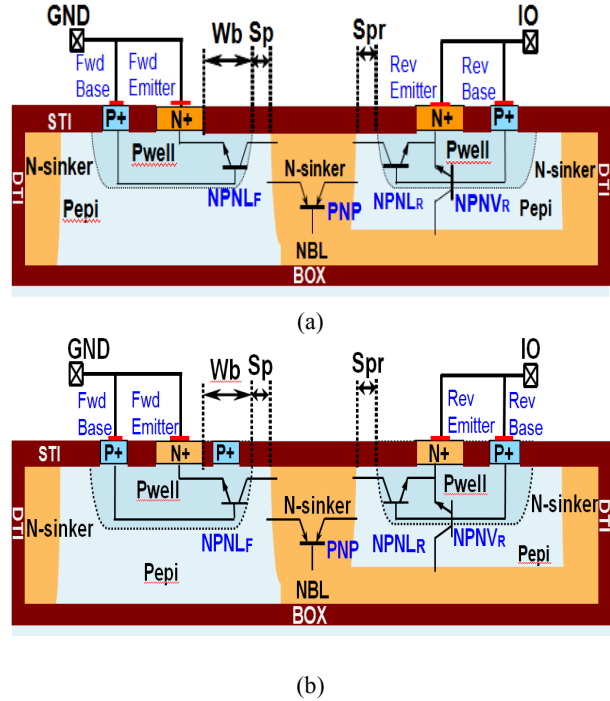 GND
IO
Wb Sp
Spr
Fwd
Base
Fwd
Emitter
Rev
Emitter
Rev
Base
STI
P+
N+
N+
P+
N-sinker
Pwell
NPNLF
Pepi
N-sinker
PNP
NBL
Pwell
NPNLR
NPNVR
N-sinker
Pepi
DTI
DTI
BOX
(a)
GND
IO
Wb Sp
Spr
Fwd
Base
Fwd
Emitter
Rev
Emitter
Rev
Base
STI
P+
N+
P+
N+
P+
N-sinker
Pwell
NPNLF
Pepi
N-sinker
PNP
NBL
Pwell
NPNLR
NPNVR
N-sinker
Pepi
DTI
DTI
BOX
(b)